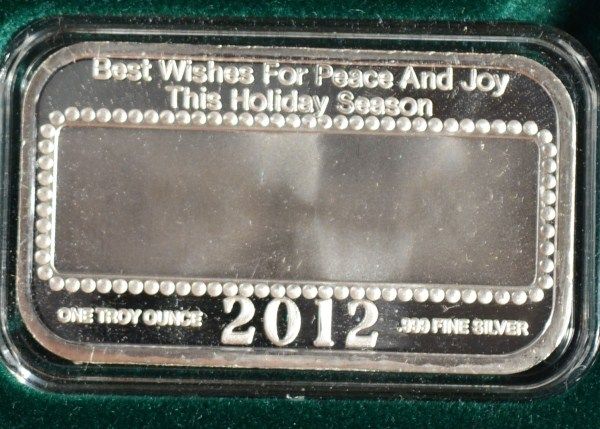 Best Wishes For Peace And Joy
This Holiday Season
ONE TROY OUNCE 2012 .999 FINE SILVER